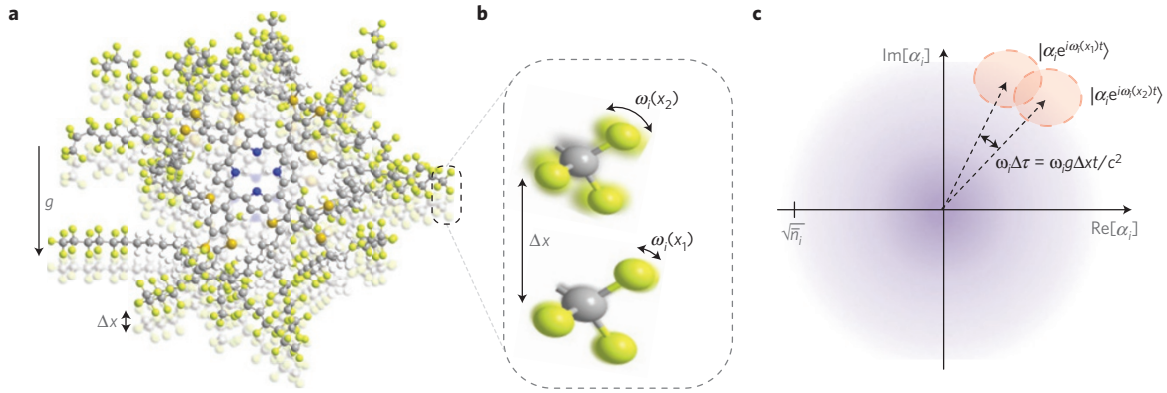 a
b
c
g
Δx
ω_i(x_2)
Δx
ω_i(x_1)
Im[α_i]
|α_i e^{iω_i(x_1)t}⟩
|α_i e^{iω_i(x_2)t}⟩
ω_iΔτ = ω_i gΔxt/c^2
√n̅_i
Re[α_i]